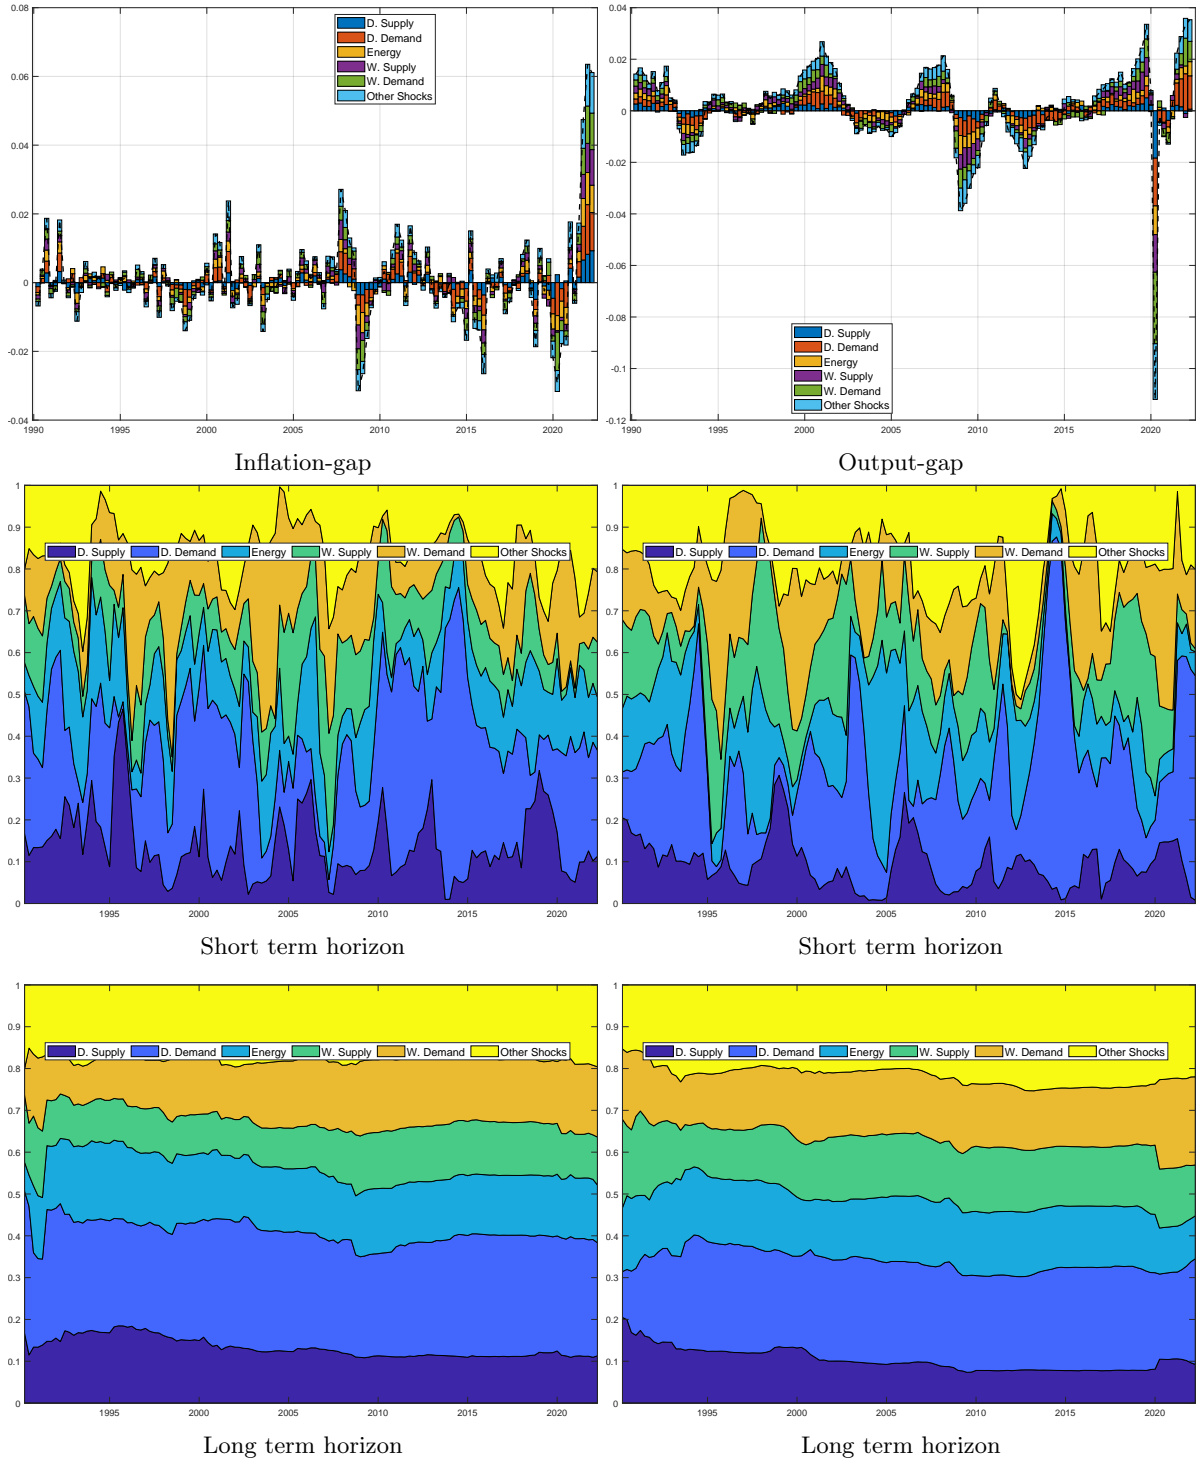 0.08
0.06
0.04
0.02
0
-0.02
-0.04
1990
1995
2000
2005
2010
2015
2020
D. Supply
D. Demand
Energy
W. Supply
W. Demand
Other Shocks
Inflation-gap
0.04
0.02
0
-0.02
-0.04
-0.06
-0.08
-0.1
-0.12
1990
1995
2000
2005
2010
2015
2020
D. Supply
D. Demand
Energy
W. Supply
W. Demand
Other Shocks
Output-gap
1
0.9
0.8
0.7
0.6
0.5
0.4
0.3
0.2
0.1
0
D. Supply D. Demand Energy W. Supply W. Demand Other Shocks
1995 2000 2005 2010 2015 2020
Short term horizon
1
0.9
0.8
0.7
0.6
0.5
0.4
0.3
0.2
0.1
0
D. Supply D. Demand Energy W. Supply W. Demand Other Shocks
1995 2000 2005 2010 2015 2020
Short term horizon
1
0.9
0.8
0.7
0.6
0.5
0.4
0.3
0.2
0.1
0
D. Supply D. Demand Energy W. Supply W. Demand Other Shocks
1995 2000 2005 2010 2015 2020
Long term horizon
1
0.9
0.8
0.7
0.6
0.5
0.4
0.3
0.2
0.1
0
D. Supply D. Demand Energy W. Supply W. Demand Other Shocks
1995 2000 2005 2010 2015 2020
Long term horizon